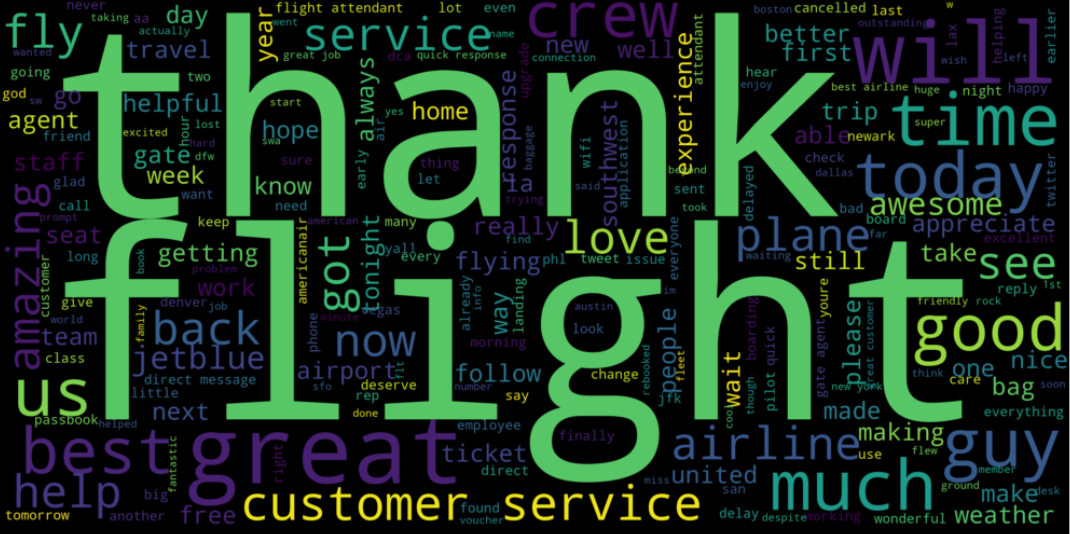 thank
flight
fly
taking
aa
day
actually
never
travel
year
flight attendant
lot
even
service
went
great job
dca
quick response
crew
name
new
well
connection
upgrade
attendant
boston
cancelled
last
w
outstanding
better
first
will
lax
helping
earlier
wanted
left
wish
going
two
god
sw
go
helpful
hour
lost
start
always
air
yes
home
response
baggage
southwest
wifi
application
experience
hear
enjoy
best airline
huge
night
happy
trip
super
time
able
newark
agent
friend
excited
hard
hope
swa
staff
gate
dfw
week
sure
early
thing
let
la
trying
said
beyond
sent
check
dallas
today
twitter
glad
want
know
need
took
delayed
bad
awesome
board
far
appreciate
excellent
prompt
call
amazing
seat
keep
american
many
really
find
love
everyone
plane
waiting
still
take
see
long
book
getting
problem
americanair
got
tonight
yall
every
flying
phl
tweet
issue
reply
1st
customer
give
work
denver
job
vegas
minute
already
info
way
landing
austin
im
boarding
youre
friendly
rock
world
team
family
back
phone
now
morning
look
people
quick
gate agent
please
great customer
good
class
jetblue
airport
flt
follow
change
rebooked
fleet
wait
pilot
though
think
one
nice
direct message
sfo
deserve
number
care
us
little
rep
say
jfk
cool
new york
bag
soon
passbook
helped
next
done
employee
made
everything
best
fantastic
great
right
ticket
finally
airline
making
use
flew
guy
direct
miss
united
member
help
big
san
much
ground
make
desk
tomorrow
another
free
customer service
found
voucher
delay
despite
working
wonderful
weather